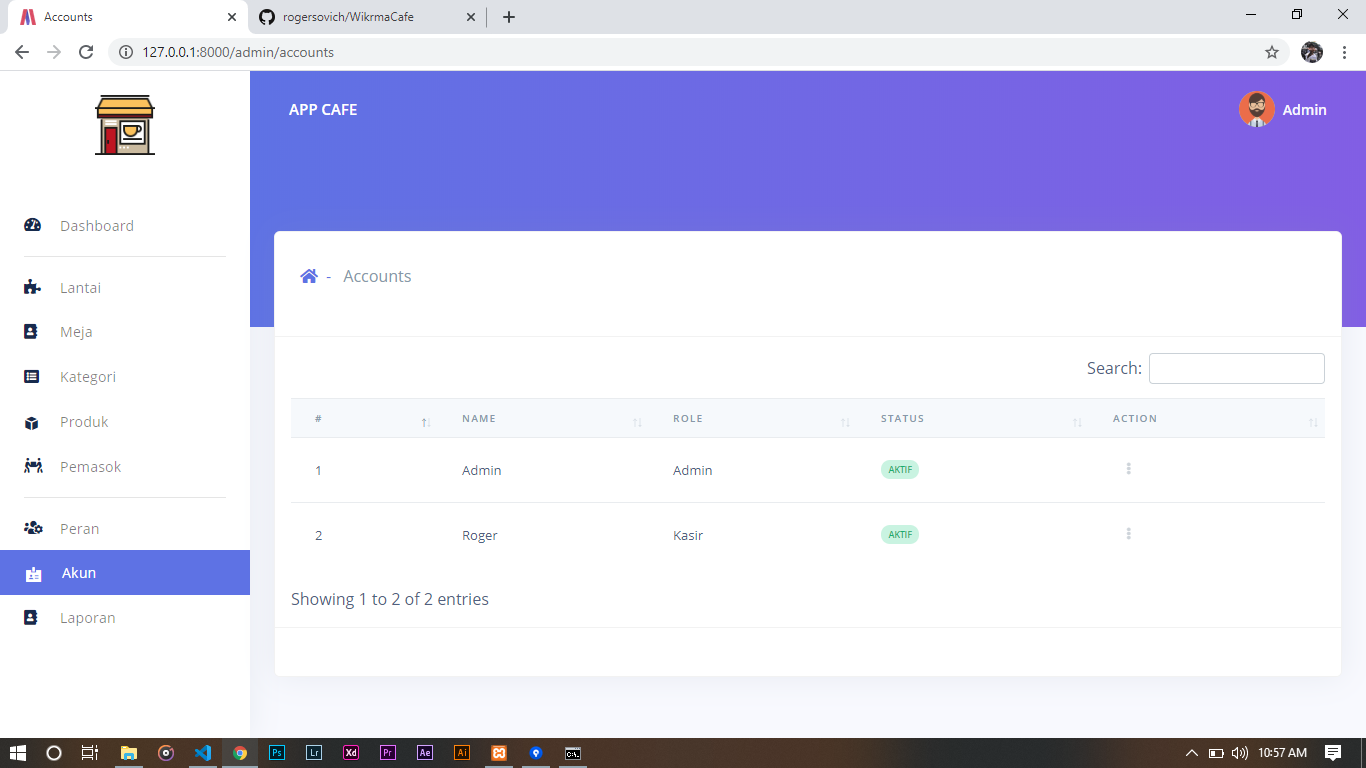 Accounts
rogersovich/WikrmaCafe
127.0.0.1:8000/admin/accounts
APP CAFE
Admin
Dashboard
Lantai
Meja
Kategori
Produk
Pemasok
Peran
Akun
Laporan
- Accounts
Search:
# NAME ROLE STATUS ACTION
1 Admin Admin AKTIF
2 Roger Kasir AKTIF
Showing 1 to 2 of 2 entries
Ps Lr Xd Pr Ae Ai
10:57 AM